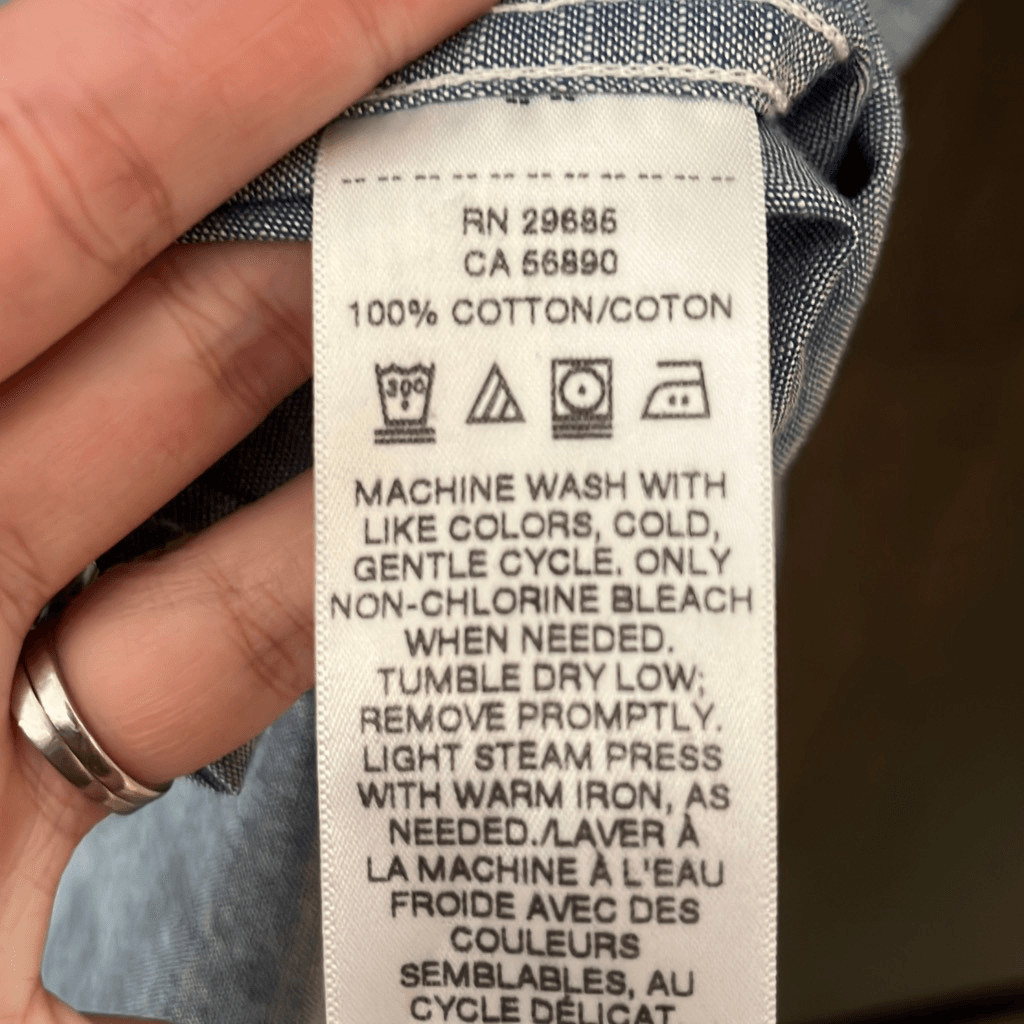 RN 29685
CA 56890
100% COTTON/COTON
30C
MACHINE WASH WITH
LIKE COLORS, COLD,
GENTLE CYCLE. ONLY
NON-CHLORINE BLEACH
WHEN NEEDED.
TUMBLE DRY LOW;
REMOVE PROMPTLY.
LIGHT STEAM PRESS
WITH WARM IRON, AS
NEEDED./LAVER À
LA MACHINE À L'EAU
FROIDE AVEC DES
COULEURS
SEMBLABLES, AU
CYCLE DÉLICAT.